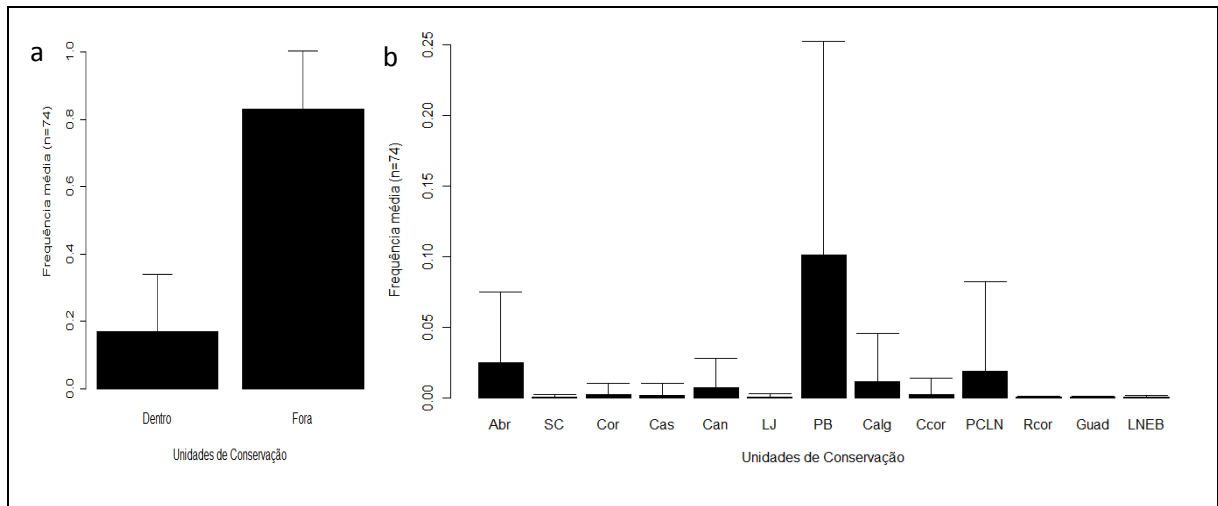 a
Frequência média (n=74)
1.0
0.8
0.6
0.4
0.2
0.0
Dentro Fora
Unidades de Conservação
b
Frequência média (n=74)
0.25
0.20
0.15
0.10
0.05
0.00
Abr SC Cor Cas Can LJ PB Calg Ccor PCLN Rcor Guad LNEB
Unidades de Conservação